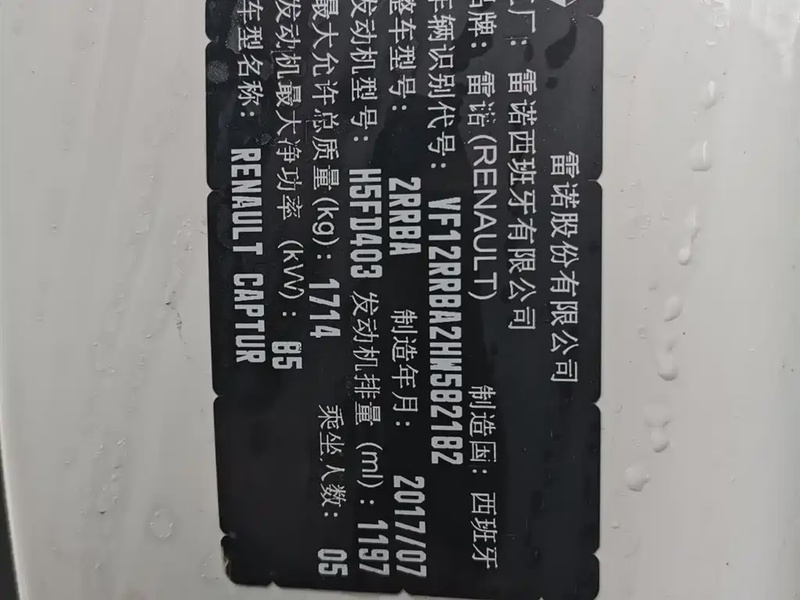 雷诺股份有限公司
厂: 雷诺西班牙有限公司
品牌: 雷诺 (RENAULT) 制造国: 西班牙
车辆识别代号: VF12RRBA2HW582182
整车型号: 2RRBA 制造年月: 2017/07
发动机型号: H5FD403 发动机排量 (ml): 1197
最大允许总质量(kg): 1714 乘坐人数: 05
发动机最大净功率 (kW): 85
车型名称: RENAULT CAPTUR